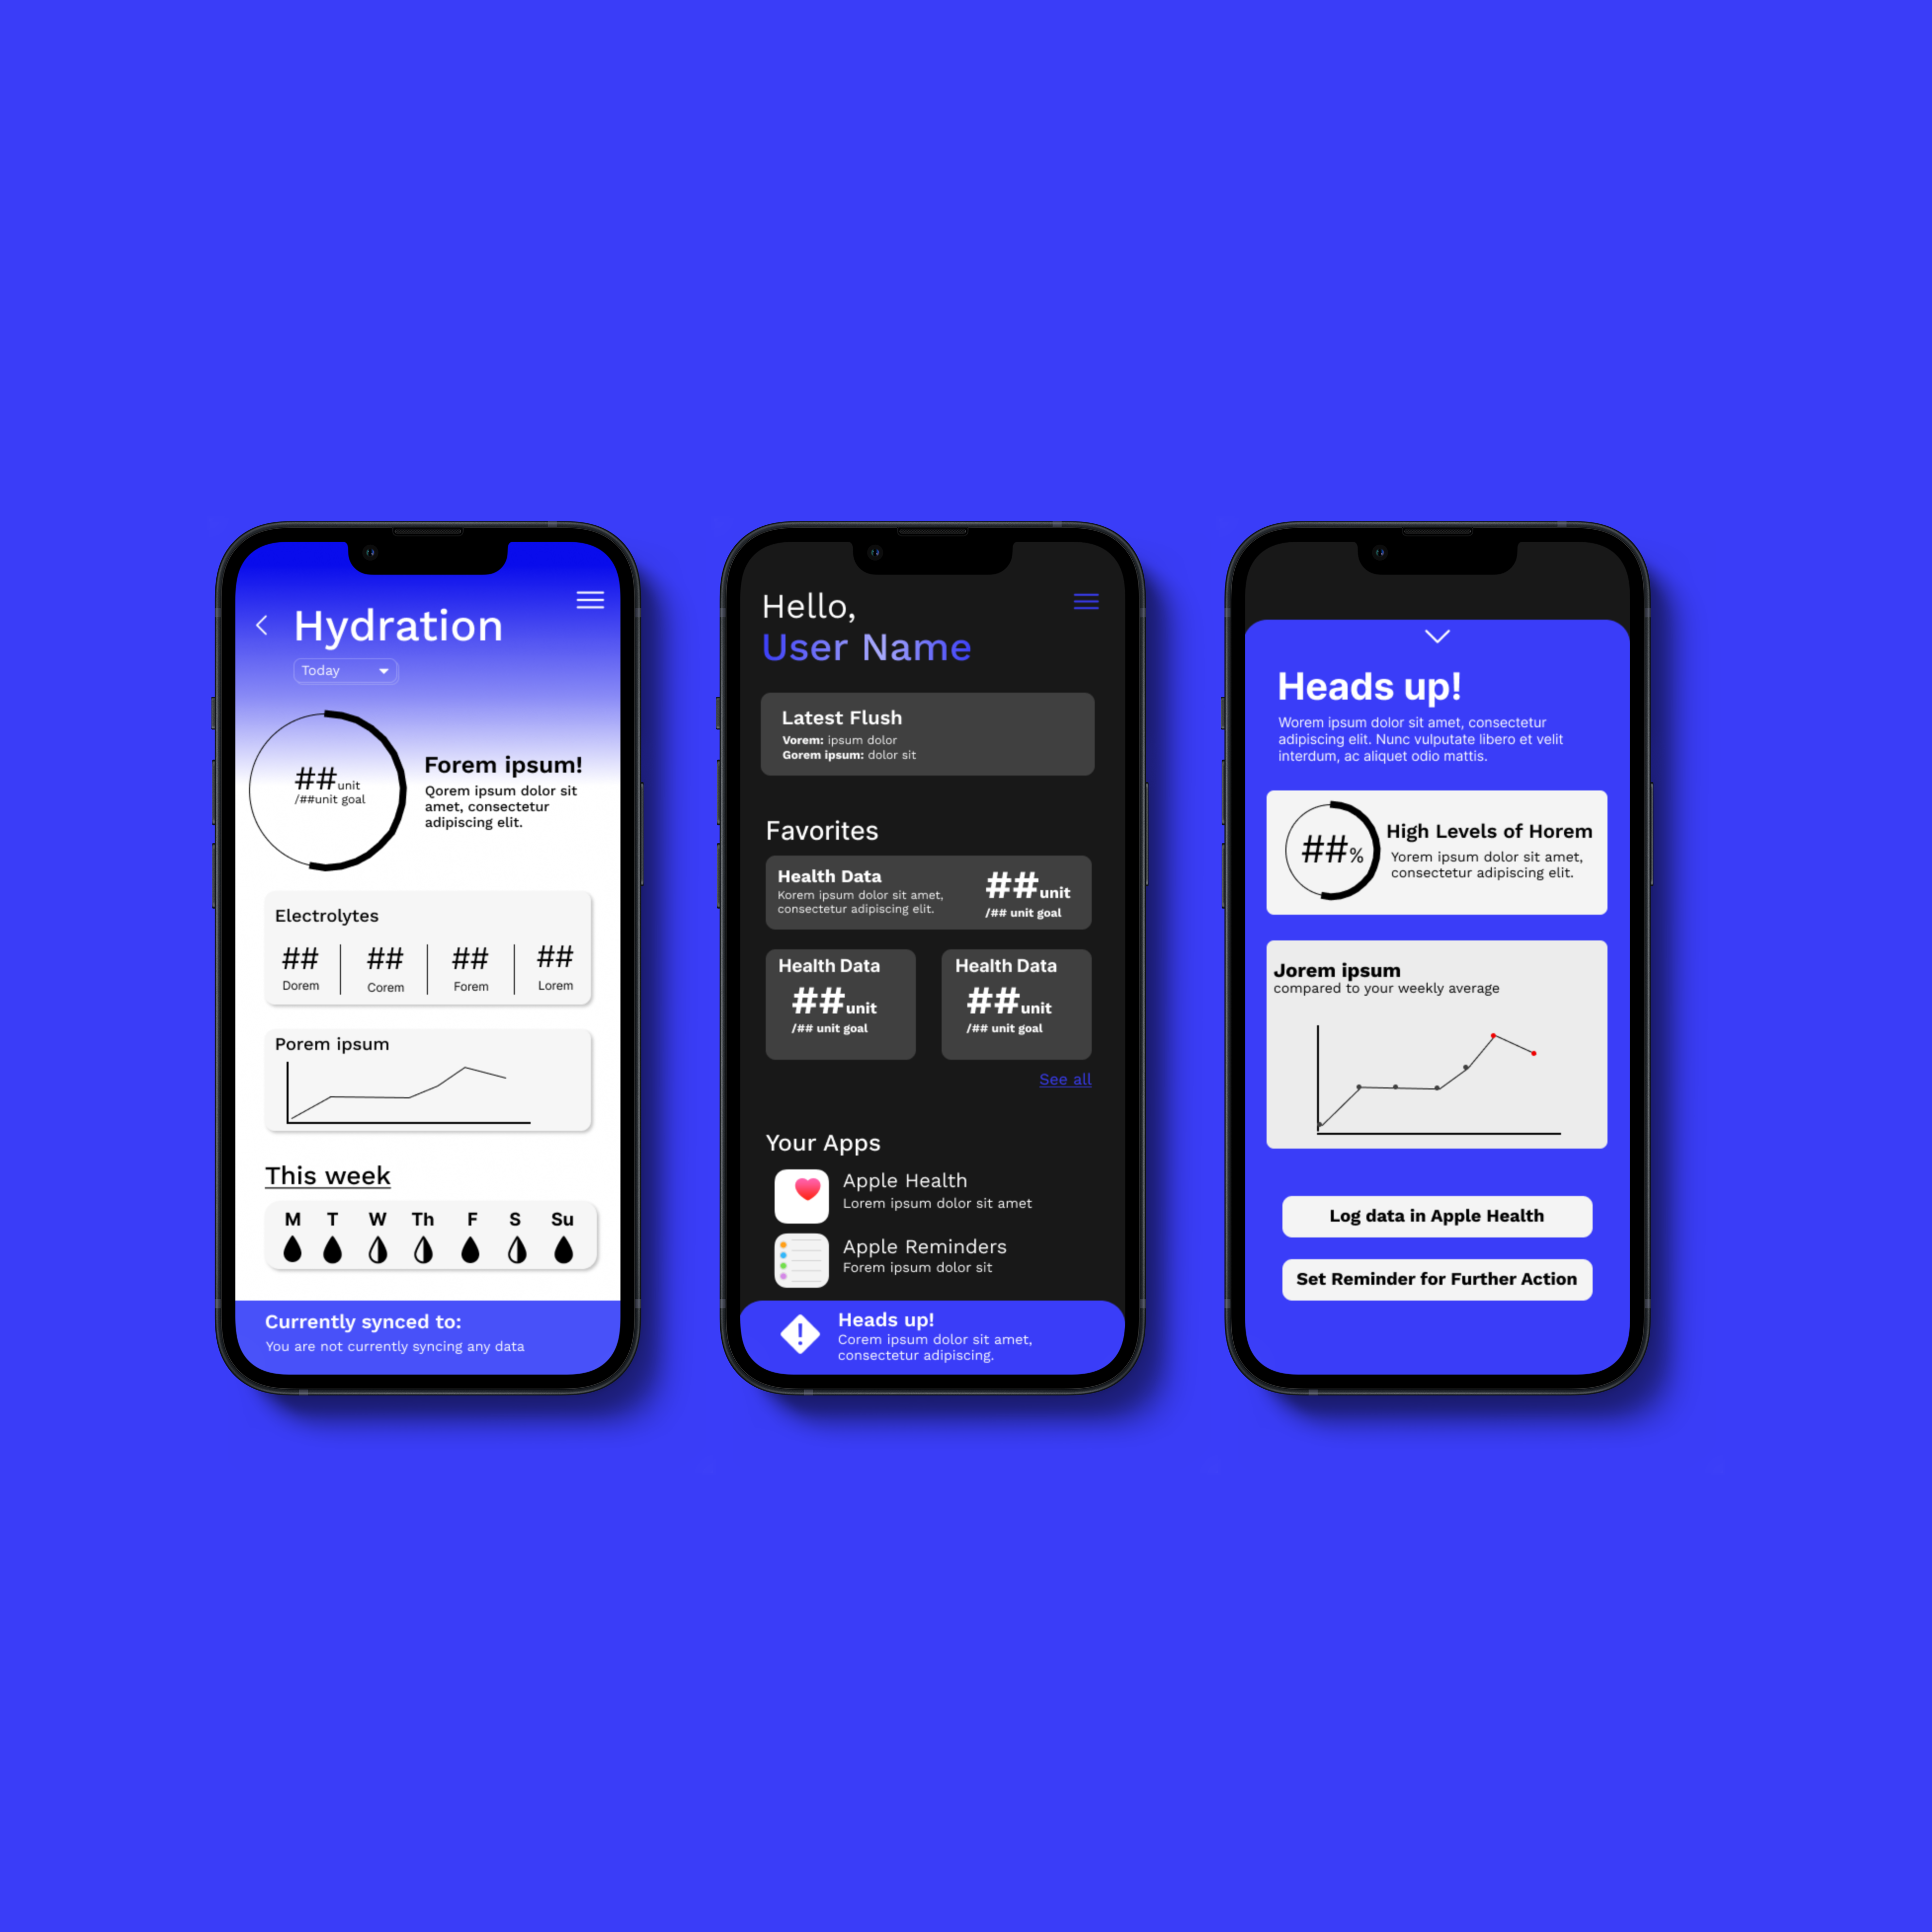 Hydration
Today
##unit
/##unit goal
Forem ipsum!
Qorem ipsum dolor sit
amet, consectetur
adipiscing elit.
Electrolytes
## ## ## ##
Dorem Corem Forem Lorem
Porem ipsum
This week
M T W Th F S Su
Currently synced to:
You are not currently syncing any data
Hello,
User Name
Latest Flush
Vorem: ipsum dolor
Gorem ipsum: dolor sit
Favorites
Health Data
Korem ipsum dolor sit amet,
consectetur adipiscing elit.
##unit
/## unit goal
Health Data
##unit
/## unit goal
Health Data
##unit
/## unit goal
See all
Your Apps
Apple Health
Lorem ipsum dolor sit amet
Apple Reminders
Forem ipsum dolor sit
!
Heads up!
Corem ipsum dolor sit amet,
consectetur adipiscing.
Heads up!
Worem ipsum dolor sit amet, consectetur
adipiscing elit. Nunc vulputate libero et velit
interdum, ac aliquet odio mattis.
##%
High Levels of Horem
Yorem ipsum dolor sit amet,
consectetur adipiscing elit.
Jorem ipsum
compared to your weekly average
Log data in Apple Health
Set Reminder for Further Action